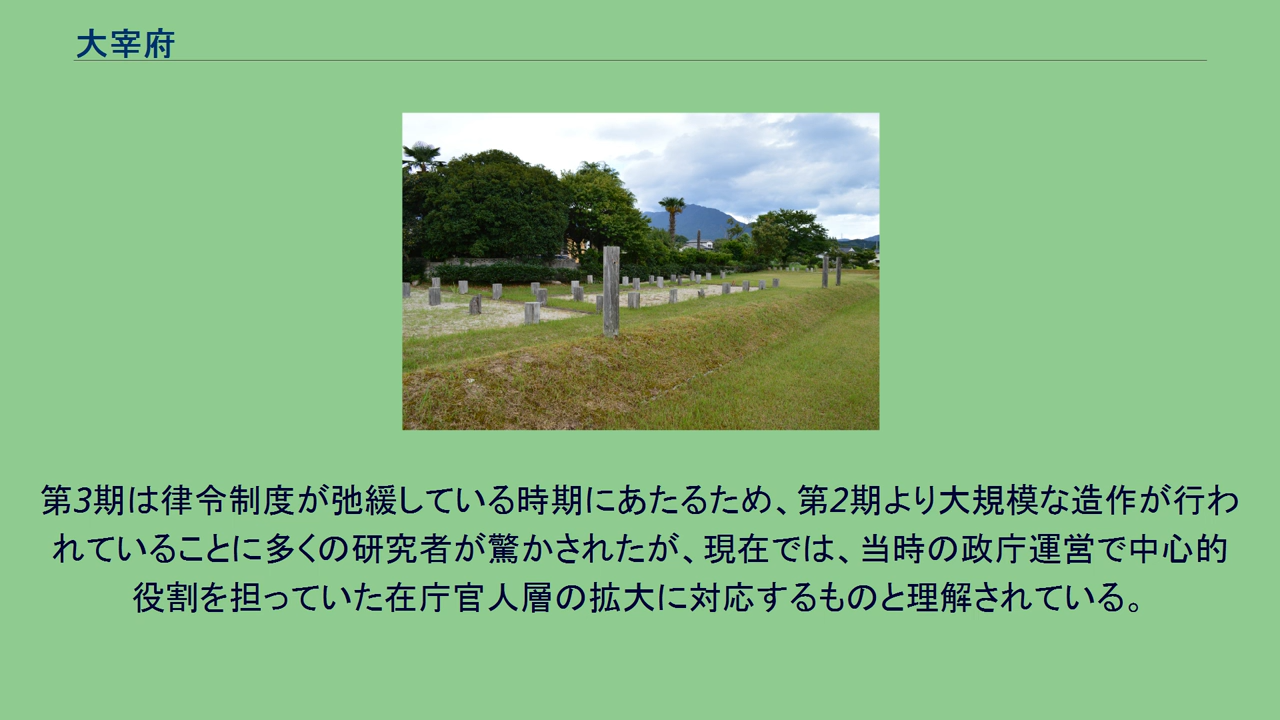 大宰府
第3期は律令制度が弛緩している時期にあたるため、第2期より大規模な造作が行わ
れていることに多くの研究者が驚かされたが、現在では、当時の政庁運営で中心的
役割を担っていた在庁官人層の拡大に対応するものと理解されている。